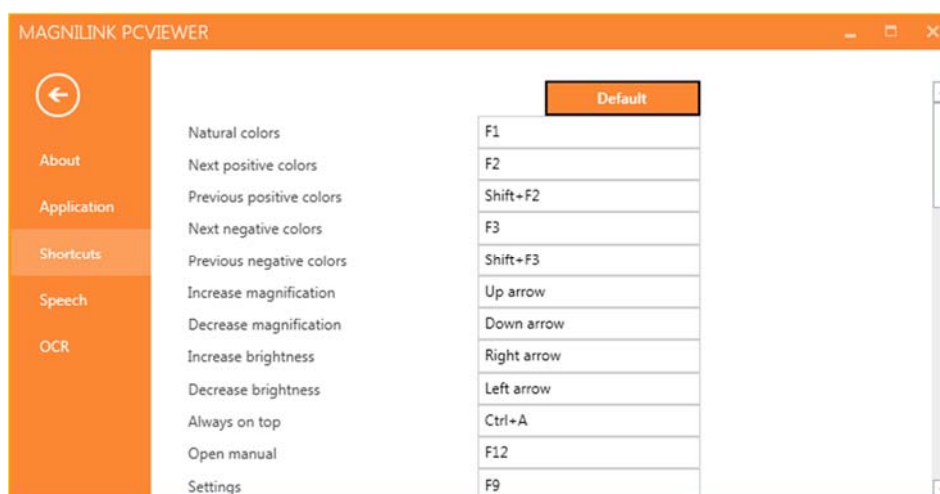 MAGNILINK PCVIEWER
Default
About
Application
Shortcuts
Speech
OCR
Natural colors F1
Next positive colors F2
Previous positive colors Shift+F2
Next negative colors F3
Previous negative colors Shift+F3
Increase magnification Up arrow
Decrease magnification Down arrow
Increase brightness Right arrow
Decrease brightness Left arrow
Always on top Ctrl+A
Open manual F12
Settings F9